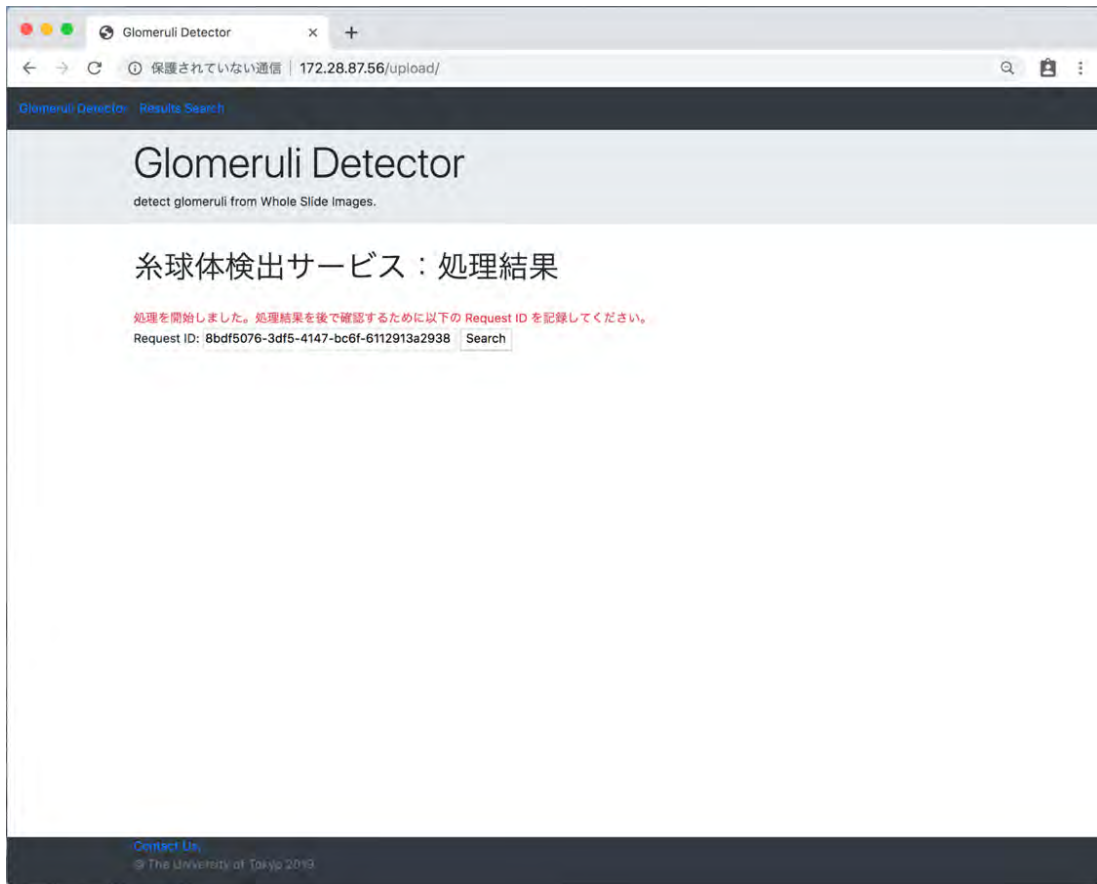 Glomeruli Detector
保護されていない通信 | 172.28.87.56/upload/
Glomeruli Detector Results Search
Glomeruli Detector
detect glomeruli from Whole Slide Images.
糸球体検出サービス：処理結果
処理を開始しました。処理結果を後で確認するために以下の Request ID を記録してください。
Request ID: 8bdf5076-3df5-4147-bc6f-6112913a2938 Search
Contact Us.
© The University of Tokyo 2019